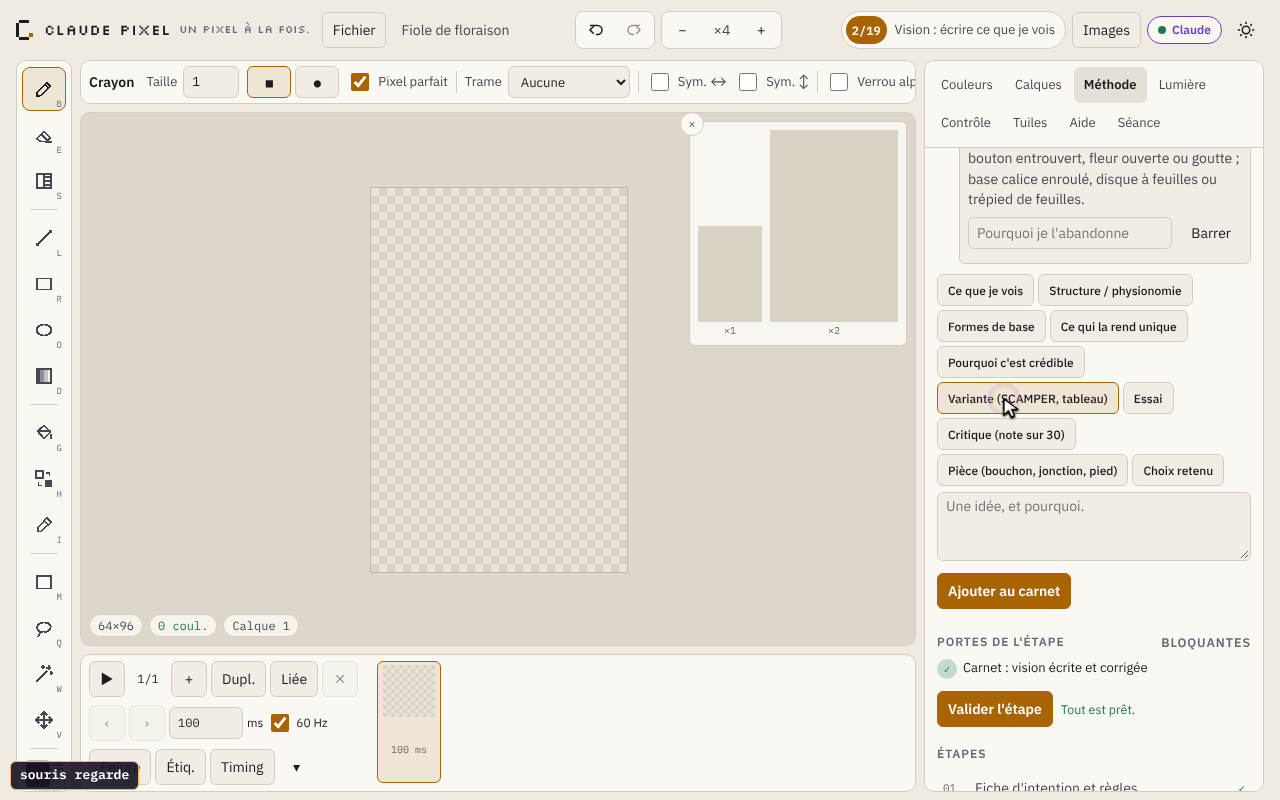 CLAUDE PIXEL UN PIXEL À LA FOIS.
Fichier
Fiole de floraison
− ×4 +
2/19 Vision : écrire ce que je vois
Images
Claude
Crayon Taille 1
Pixel parfait
Trame Aucune
Sym. ↔
Sym. ↕
Verrou alp
B
E
S
L
R
O
D
G
H
I
M
Q
W
V
×
×1
×2
64×96
0 coul.
Calque 1
1/1
+
Dupl.
Liée
×
‹
›
100 ms
60 Hz
Pelure
Étiq.
Timing
▼
100 ms
souris regarde
Couleurs
Calques
Méthode
Lumière
Contrôle
Tuiles
Aide
Séance
bouton entrouvert, fleur ouverte ou goutte ;
base calice enroulé, disque à feuilles ou
trépied de feuilles.
Pourquoi je l'abandonne
Barrer
Ce que je vois
Structure / physionomie
Formes de base
Ce qui la rend unique
Pourquoi c'est crédible
Variante (SCAMPER, tableau)
Essai
Critique (note sur 30)
Pièce (bouchon, jonction, pied)
Choix retenu
Une idée, et pourquoi.
Ajouter au carnet
PORTES DE L'ÉTAPE
BLOQUANTES
✓ Carnet : vision écrite et corrigée
Valider l'étape
Tout est prêt.
ÉTAPES
01 Fiche d'intention et règles ✓